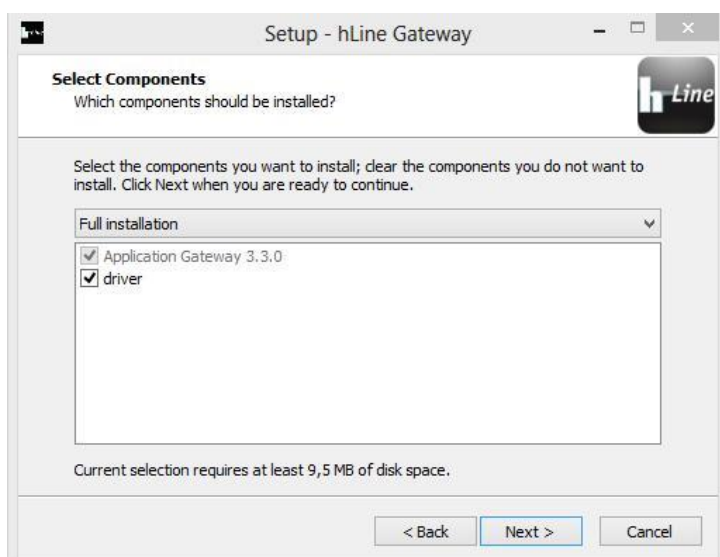 Setup - hLine Gateway
Select Components
Which components should be installed?
h Line
Select the components you want to install; clear the components you do not want to
install. Click Next when you are ready to continue.
Full installation
Application Gateway 3.3.0
driver
Current selection requires at least 9,5 MB of disk space.
< Back
Next >
Cancel